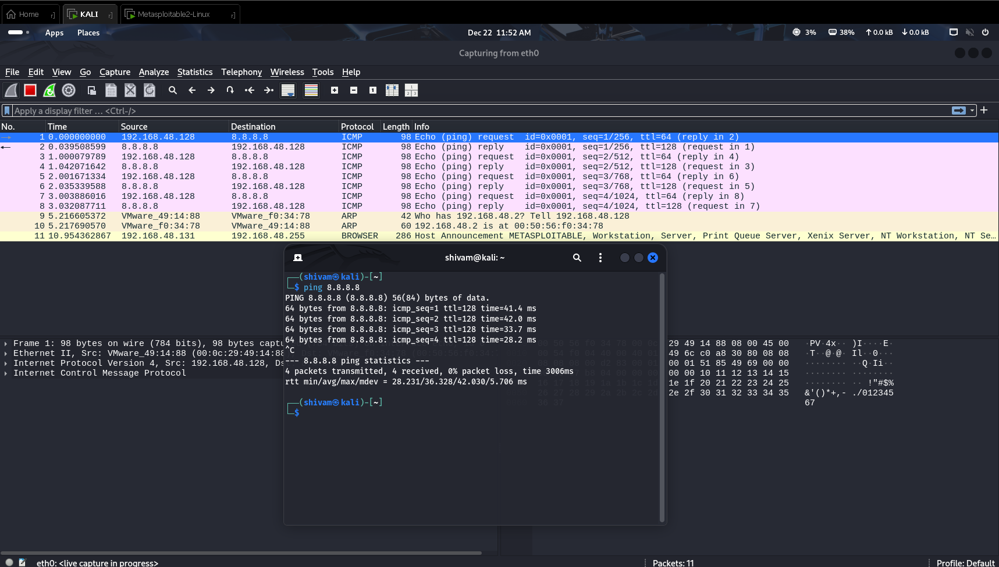 Home
KALI
Metasploitable2-Linux
Apps Places Dec 22 11:52 AM 3% 38% 0.0 kB 0.0 kB
Capturing from eth0
File Edit View Go Capture Analyze Statistics Telephony Wireless Tools Help
Apply a display filter … <Ctrl-/>
No. Time Source Destination Protocol Length Info
1 0.000000000 192.168.48.128 8.8.8.8 ICMP 98 Echo (ping) request id=0x0001, seq=1/256, ttl=64 (reply in 2)
2 0.039508599 8.8.8.8 192.168.48.128 ICMP 98 Echo (ping) reply id=0x0001, seq=1/256, ttl=128 (request in 1)
3 1.000079789 192.168.48.128 8.8.8.8 ICMP 98 Echo (ping) request id=0x0001, seq=2/512, ttl=64 (reply in 4)
4 1.042071642 8.8.8.8 192.168.48.128 ICMP 98 Echo (ping) reply id=0x0001, seq=2/512, ttl=128 (request in 3)
5 2.001671334 192.168.48.128 8.8.8.8 ICMP 98 Echo (ping) request id=0x0001, seq=3/768, ttl=64 (reply in 6)
6 2.035339588 8.8.8.8 192.168.48.128 ICMP 98 Echo (ping) reply id=0x0001, seq=3/768, ttl=128 (request in 5)
7 3.003886016 192.168.48.128 8.8.8.8 ICMP 98 Echo (ping) request id=0x0001, seq=4/1024, ttl=64 (reply in 8)
8 3.032087711 8.8.8.8 192.168.48.128 ICMP 98 Echo (ping) reply id=0x0001, seq=4/1024, ttl=128 (request in 7)
9 5.216605372 VMware_49:14:88 VMware_f0:34:78 ARP 42 Who has 192.168.48.2? Tell 192.168.48.128
10 5.217690570 VMware_f0:34:78 VMware_49:14:88 ARP 60 192.168.48.2 is at 00:50:56:f0:34:78
11 10.954362867 192.168.48.131 192.168.48.255 BROWSER 286 Host Announcement METASPLOITABLE, Workstation, Server, Print Queue Server, Xenix Server, NT Workstation, NT Se…
shivam@kali: ~
(shivam㉿kali)-[~]
$ ping 8.8.8.8
PING 8.8.8.8 (8.8.8.8) 56(84) bytes of data.
64 bytes from 8.8.8.8: icmp_seq=1 ttl=128 time=41.4 ms
64 bytes from 8.8.8.8: icmp_seq=2 ttl=128 time=42.0 ms
64 bytes from 8.8.8.8: icmp_seq=3 ttl=128 time=33.7 ms
64 bytes from 8.8.8.8: icmp_seq=4 ttl=128 time=28.2 ms
^C
--- 8.8.8.8 ping statistics ---
4 packets transmitted, 4 received, 0% packet loss, time 3006ms
rtt min/avg/max/mdev = 28.231/36.328/42.030/5.706 ms
(shivam㉿kali)-[~]
$
Frame 1: 98 bytes on wire (784 bits), 98 bytes captu
Ethernet II, Src: VMware_49:14:88 (00:0c:29:49:14:88
Internet Protocol Version 4, Src: 192.168.48.128, Ds
Internet Control Message Protocol
29 49 14 88 08 00 45 00 ·PV·4x·· )I····E·
49 6c c0 a8 30 80 08 08 ·T··@·@· Il··0···
00 01 51 85 49 69 00 00 ········ ··Q·Ii··
00 00 10 11 12 13 14 15 ········ ········
1e 1f 20 21 22 23 24 25 ········ ·· !"#$%
2e 2f 30 31 32 33 34 35 &'()*+,- ./012345
67
eth0: <live capture in progress>
Packets: 11
Profile: Default